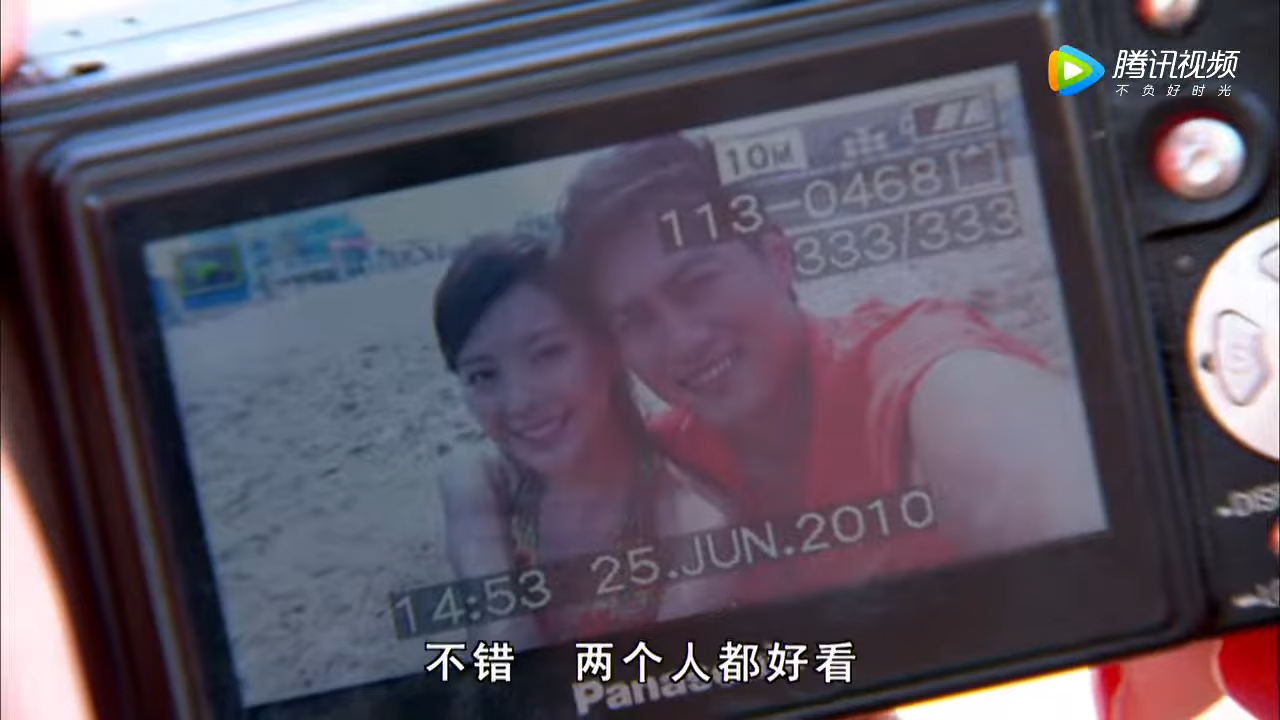 腾讯视频
不负好时光
10M
113-0468
333/333
14:53 25.JUN.2010
不错 两个人都好看
Panasonic